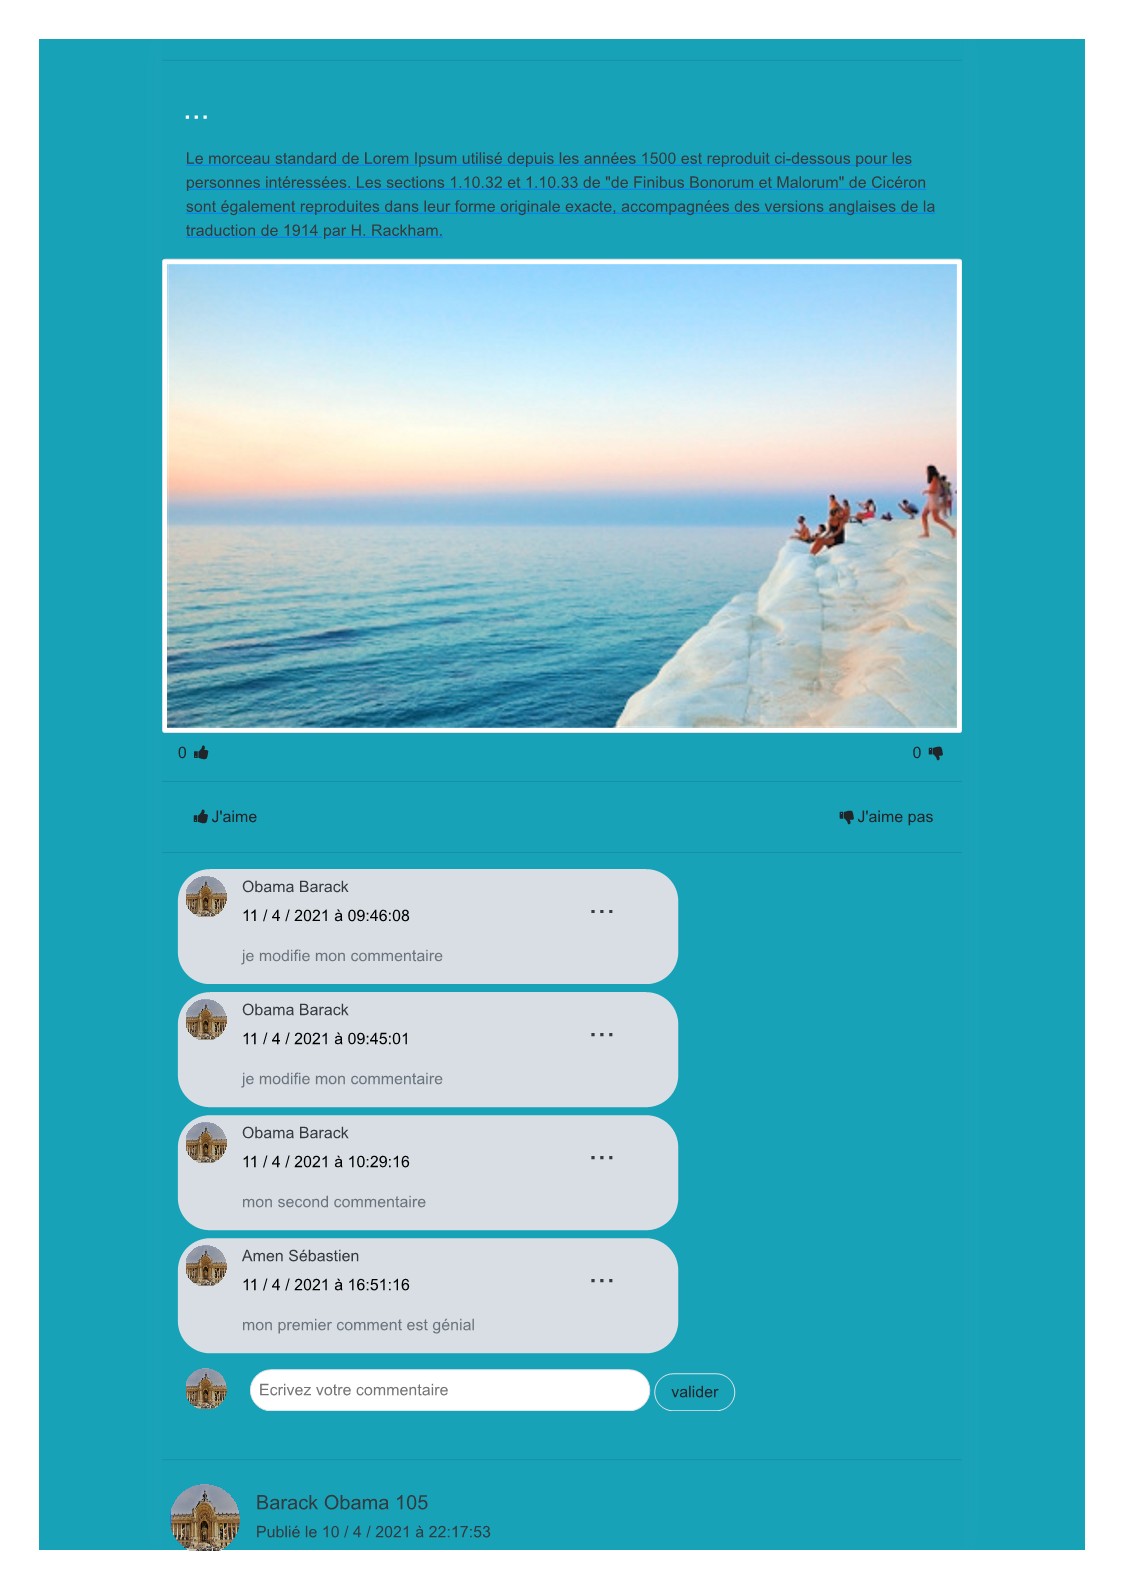 ...
Le morceau standard de Lorem Ipsum utilisé depuis les années 1500 est reproduit ci-dessous pour les
personnes intéressées. Les sections 1.10.32 et 1.10.33 de "de Finibus Bonorum et Malorum" de Cicéron
sont également reproduites dans leur forme originale exacte, accompagnées des versions anglaises de la
traduction de 1914 par H. Rackham.
0 0
J'aime J'aime pas
Obama Barack
11 / 4 / 2021 à 09:46:08 ...
je modifie mon commentaire
Obama Barack
11 / 4 / 2021 à 09:45:01 ...
je modifie mon commentaire
Obama Barack
11 / 4 / 2021 à 10:29:16 ...
mon second commentaire
Amen Sébastien
11 / 4 / 2021 à 16:51:16 ...
mon premier comment est génial
Ecrivez votre commentaire valider
Barack Obama 105
Publié le 10 / 4 / 2021 à 22:17:53